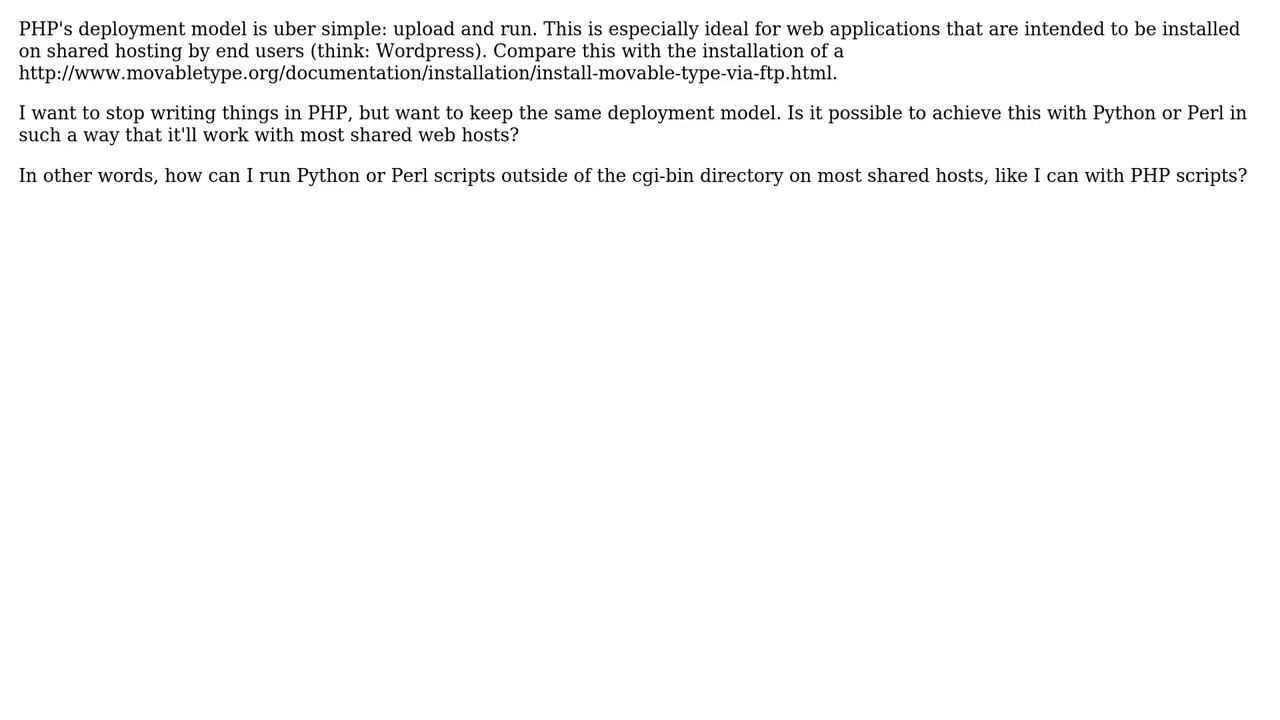 PHP's deployment model is uber simple: upload and run. This is especially ideal for web applications that are intended to be installed
on shared hosting by end users (think: Wordpress). Compare this with the installation of a
http://www.movabletype.org/documentation/installation/install-movable-type-via-ftp.html.
I want to stop writing things in PHP, but want to keep the same deployment model. Is it possible to achieve this with Python or Perl in
such a way that it'll work with most shared web hosts?
In other words, how can I run Python or Perl scripts outside of the cgi-bin directory on most shared hosts, like I can with PHP scripts?